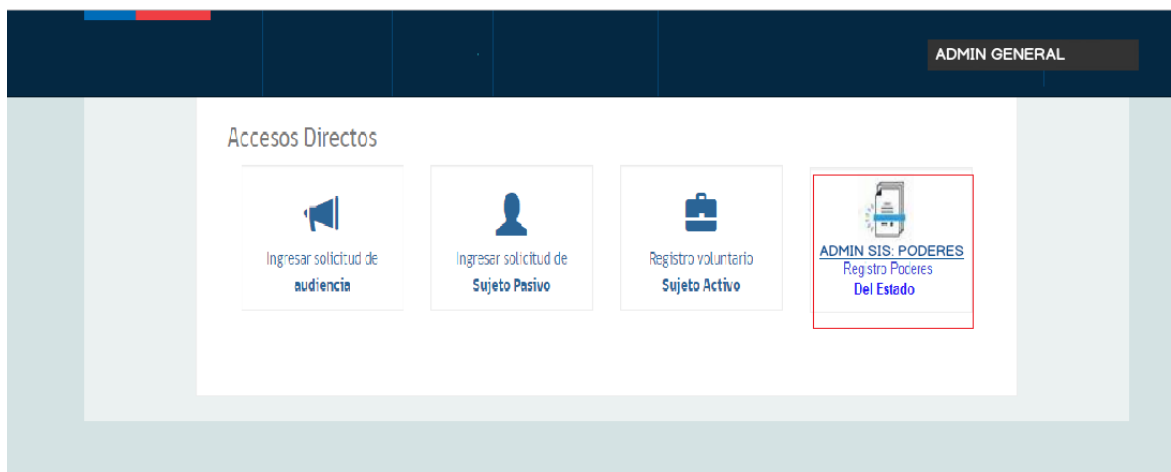 ADMIN GENERAL
Accesos Directos
Ingresar solicitud de
audiencia
Ingresar solicitud de
Sujeto Pasivo
Registro voluntario
Sujeto Activo
ADMIN SIS: PODERES
Registro Poderes
Del Estado